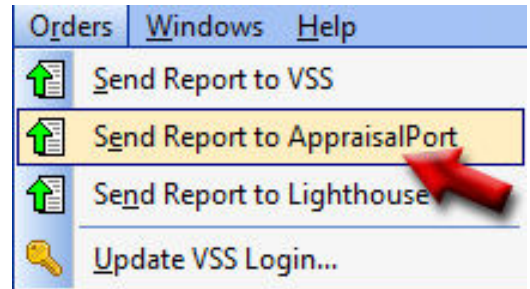 Orders Windows Help
Send Report to VSS
Send Report to AppraisalPort
Send Report to Lighthouse
Update VSS Login...